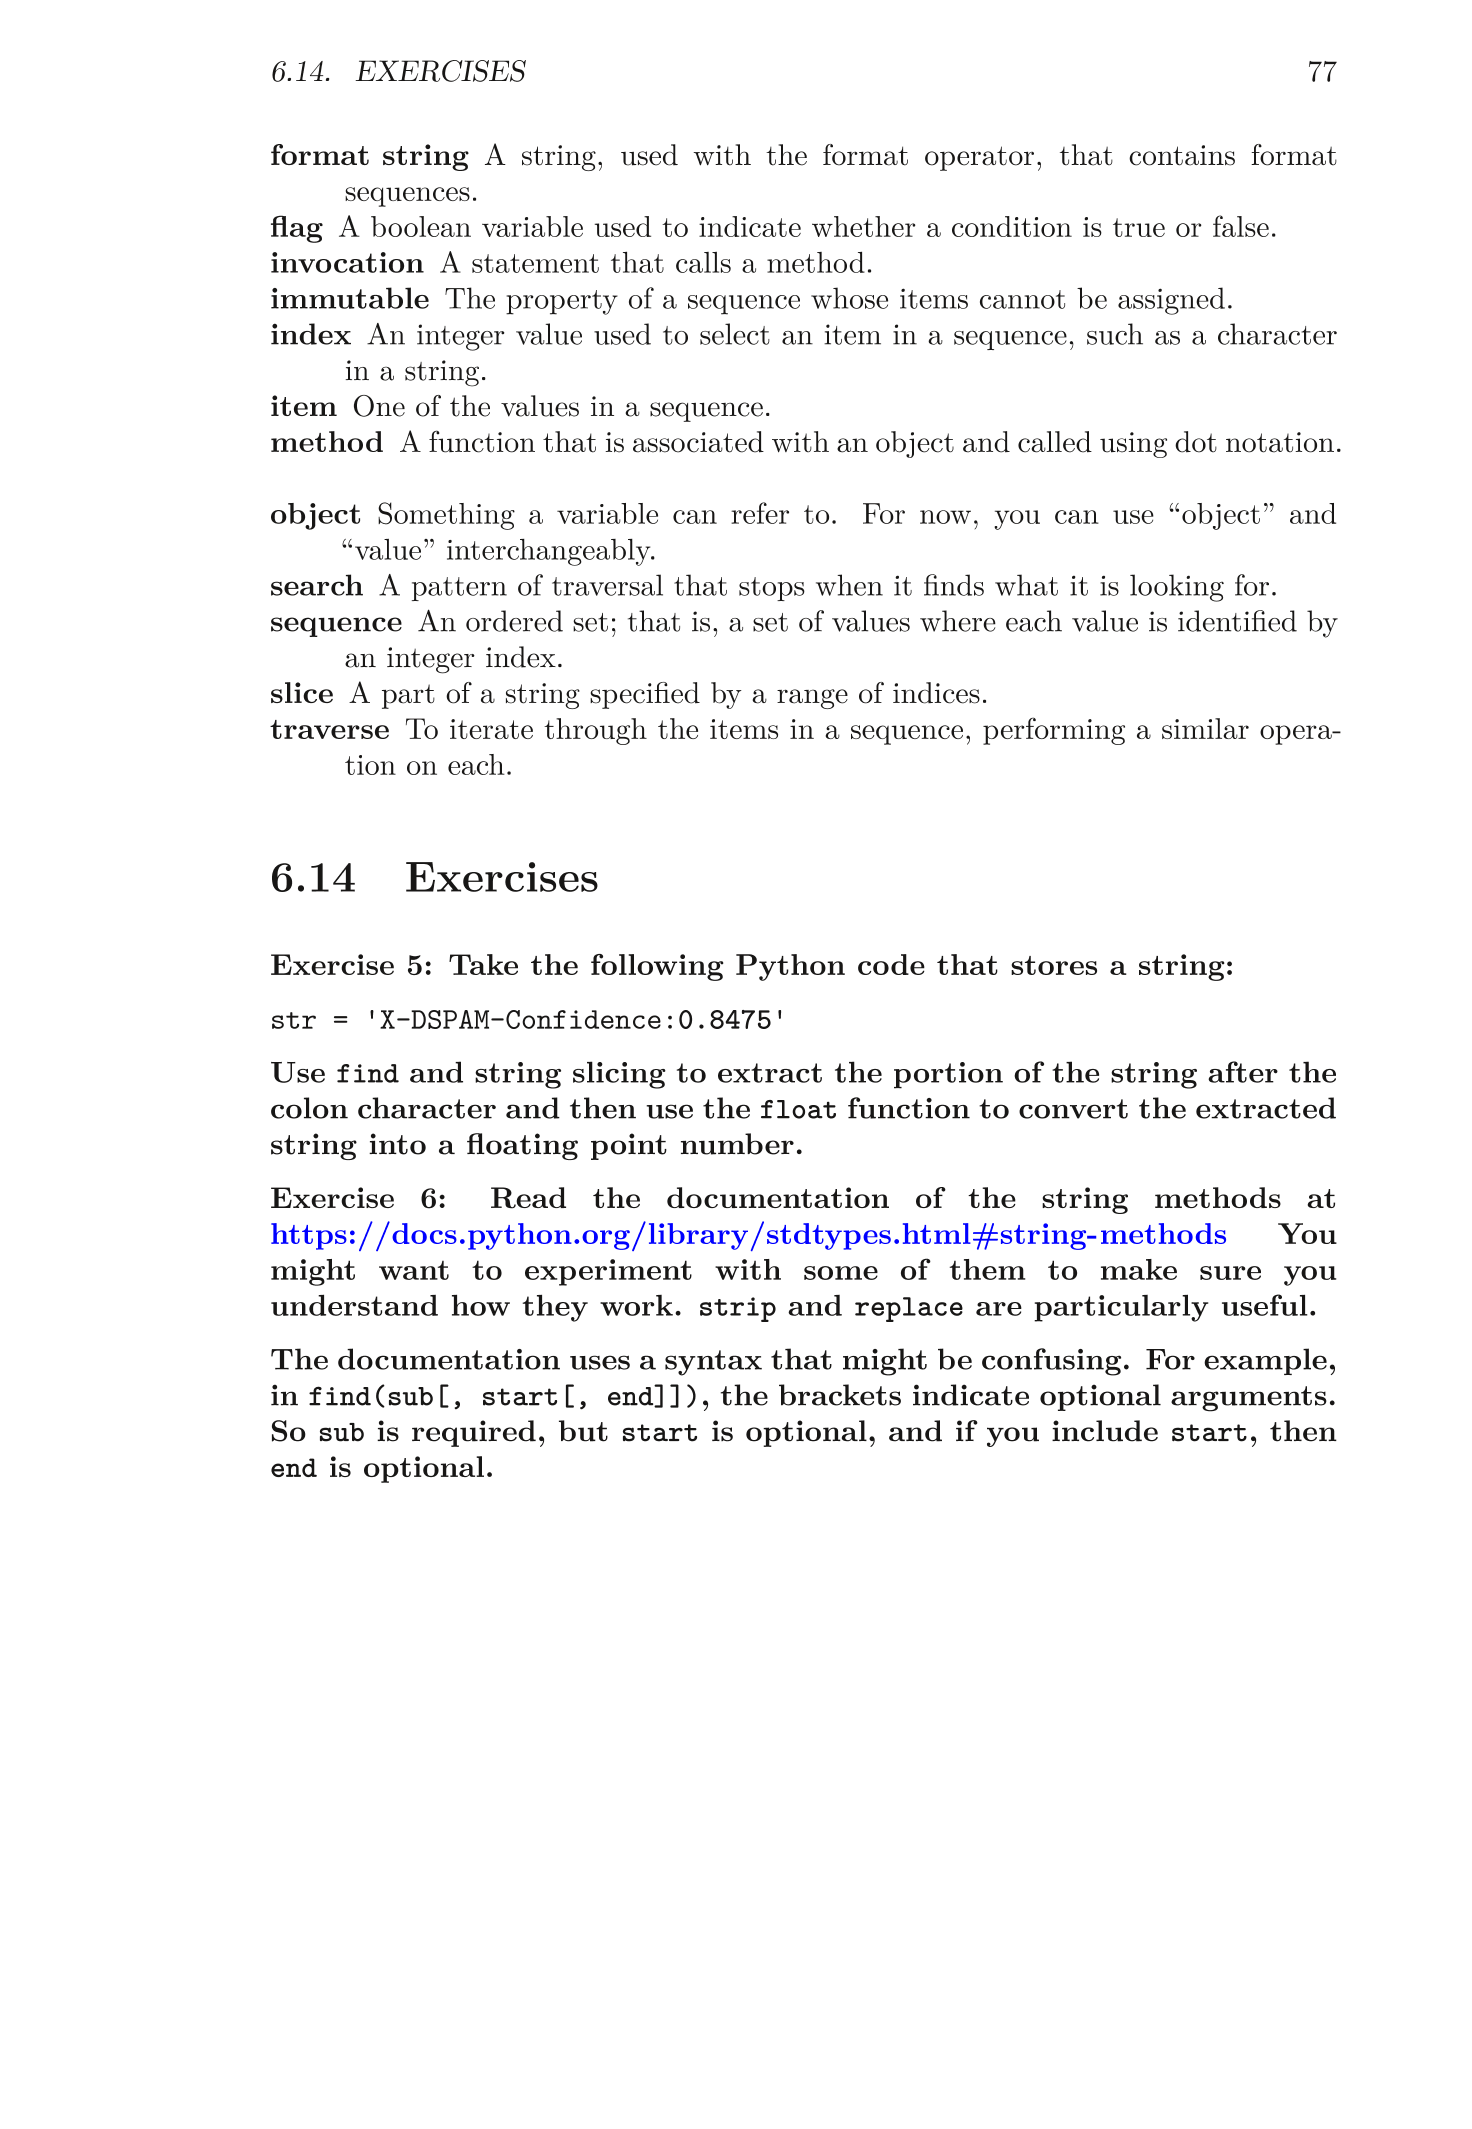 6.14. EXERCISES 77
format string A string, used with the format operator, that contains format
sequences.
flag A boolean variable used to indicate whether a condition is true or false.
invocation A statement that calls a method.
immutable The property of a sequence whose items cannot be assigned.
index An integer value used to select an item in a sequence, such as a character
in a string.
item One of the values in a sequence.
method A function that is associated with an object and called using dot notation.
object Something a variable can refer to. For now, you can use “object” and
“value” interchangeably.
search A pattern of traversal that stops when it finds what it is looking for.
sequence An ordered set; that is, a set of values where each value is identified by
an integer index.
slice A part of a string specified by a range of indices.
traverse To iterate through the items in a sequence, performing a similar opera-
tion on each.
6.14 Exercises
Exercise 5: Take the following Python code that stores a string:
str = 'X-DSPAM-Confidence:0.8475'
Use find and string slicing to extract the portion of the string after the
colon character and then use the float function to convert the extracted
string into a floating point number.
Exercise 6: Read the documentation of the string methods at
https://docs.python.org/library/stdtypes.html#string-methods You
might want to experiment with some of them to make sure you
understand how they work. strip and replace are particularly useful.
The documentation uses a syntax that might be confusing. For example,
in find(sub[, start[, end]]), the brackets indicate optional arguments.
So sub is required, but start is optional, and if you include start, then
end is optional.